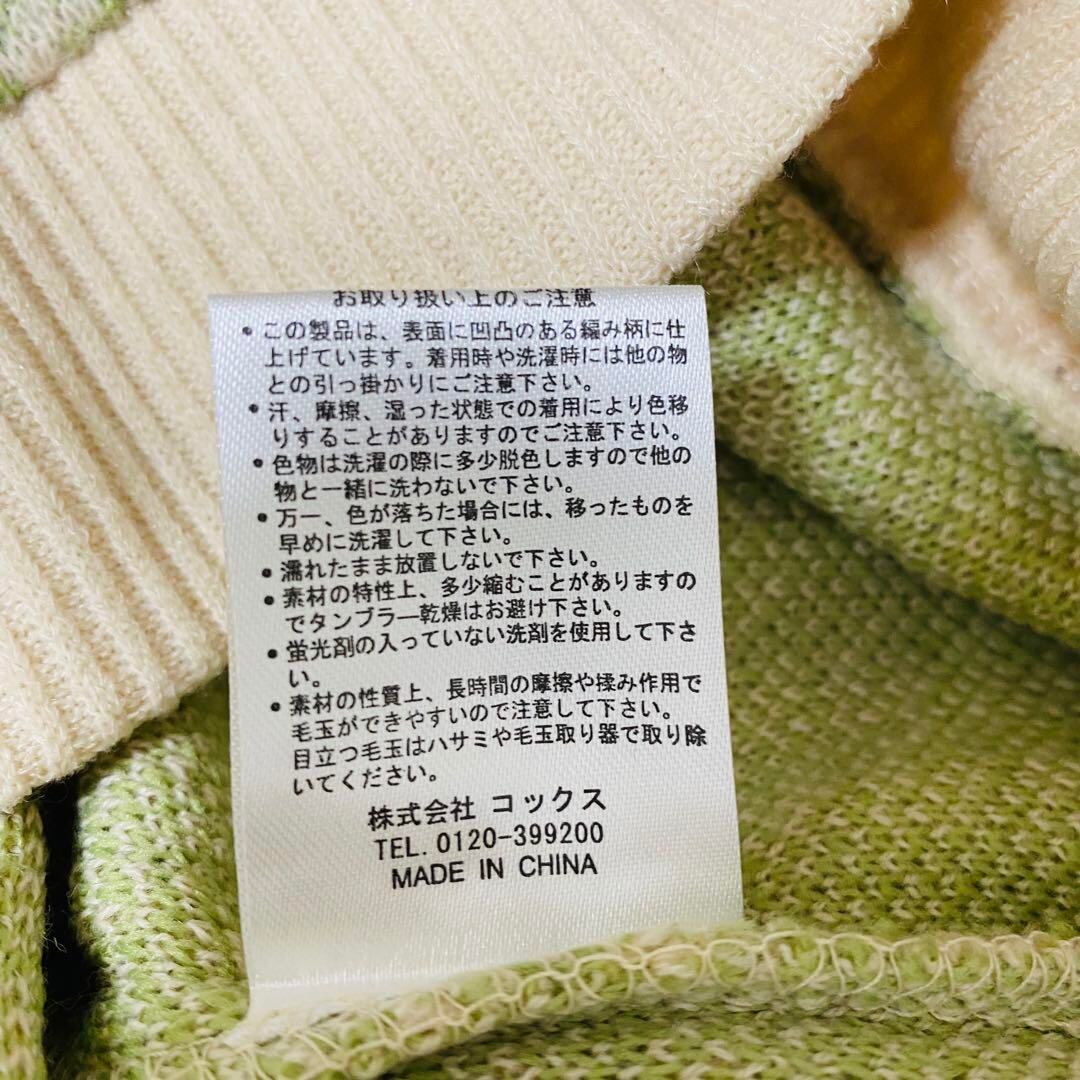 お取り扱い上のご注意
・この製品は、表面に凹凸のある編み柄に仕
上げています。着用時や洗濯時には他の物
との引っ掛かりにご注意下さい。
・汗、摩擦、湿った状態での着用により色移
りすることがありますのでご注意下さい。
・色物は洗濯の際に多少脱色しますので他の
物と一緒に洗わないで下さい。
・万一、色が落ちた場合には、移ったものを
早めに洗濯して下さい。
・濡れたまま放置しないで下さい。
・素材の特性上、多少縮むことがありますの
でタンブラー乾燥はお避け下さい。
・蛍光剤の入っていない洗剤を使用して下さ
い。
・素材の性質上、長時間の摩擦や揉み作用で
毛玉ができやすいので注意して下さい。
目立つ毛玉はハサミや毛玉取り器で取り除
いてください。
株式会社 コックス
TEL. 0120-399200
MADE IN CHINA